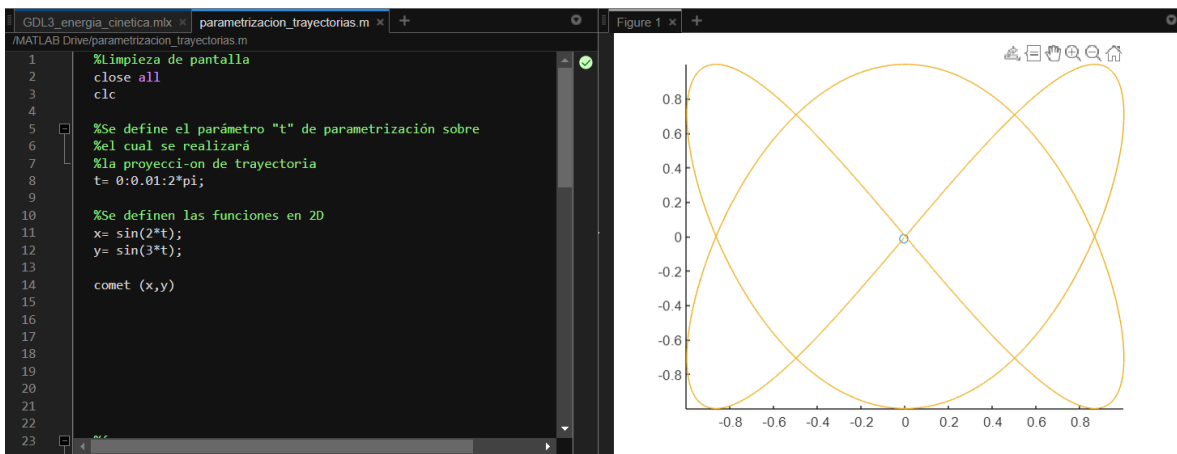 GDL3_energia_cinetica.mlx × parametrizacion_trayectorias.m × +
/MATLAB Drive/parametrizacion_trayectorias.m
1 %Limpieza de pantalla
2 close all
3 clc
4
5 %Se define el parámetro "t" de parametrización sobre
6 %el cual se realizará
7 %la proyecci-on de trayectoria
8 t= 0:0.01:2*pi;
9
10 %Se definen las funciones en 2D
11 x= sin(2*t);
12 y= sin(3*t);
13
14 comet (x,y)
15
16
17
18
19
20
21
22
23
Figure 1 × +
0.8
0.6
0.4
0.2
0
-0.2
-0.4
-0.6
-0.8
-0.8 -0.6 -0.4 -0.2 0 0.2 0.4 0.6 0.8